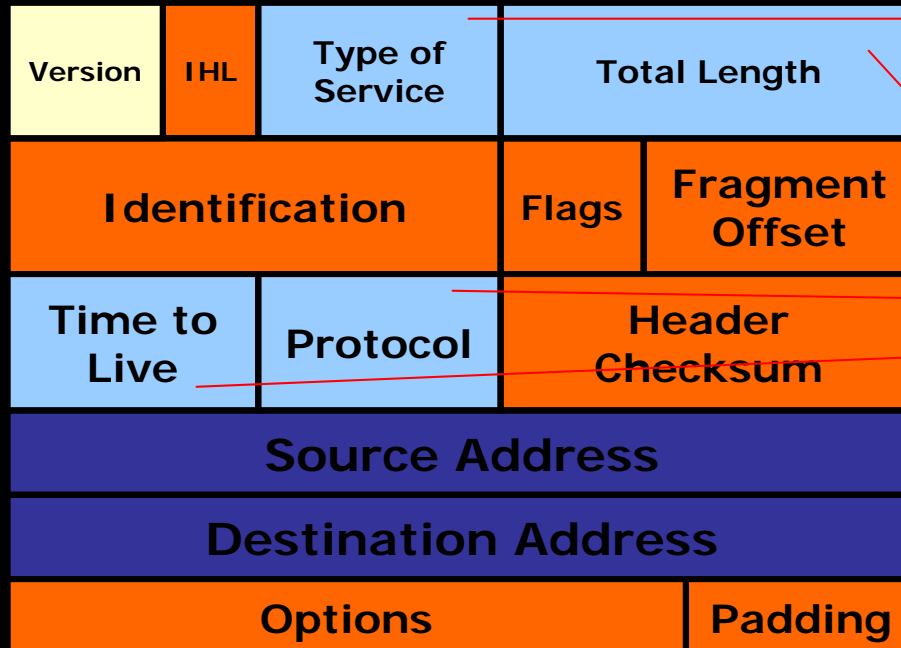 Version
IHL
Type of
Service
Total Length
Identification
Flags
Fragment
Offset
Time to
Live
Protocol
Header
Checksum
Source Address
Destination Address
Options
Padding